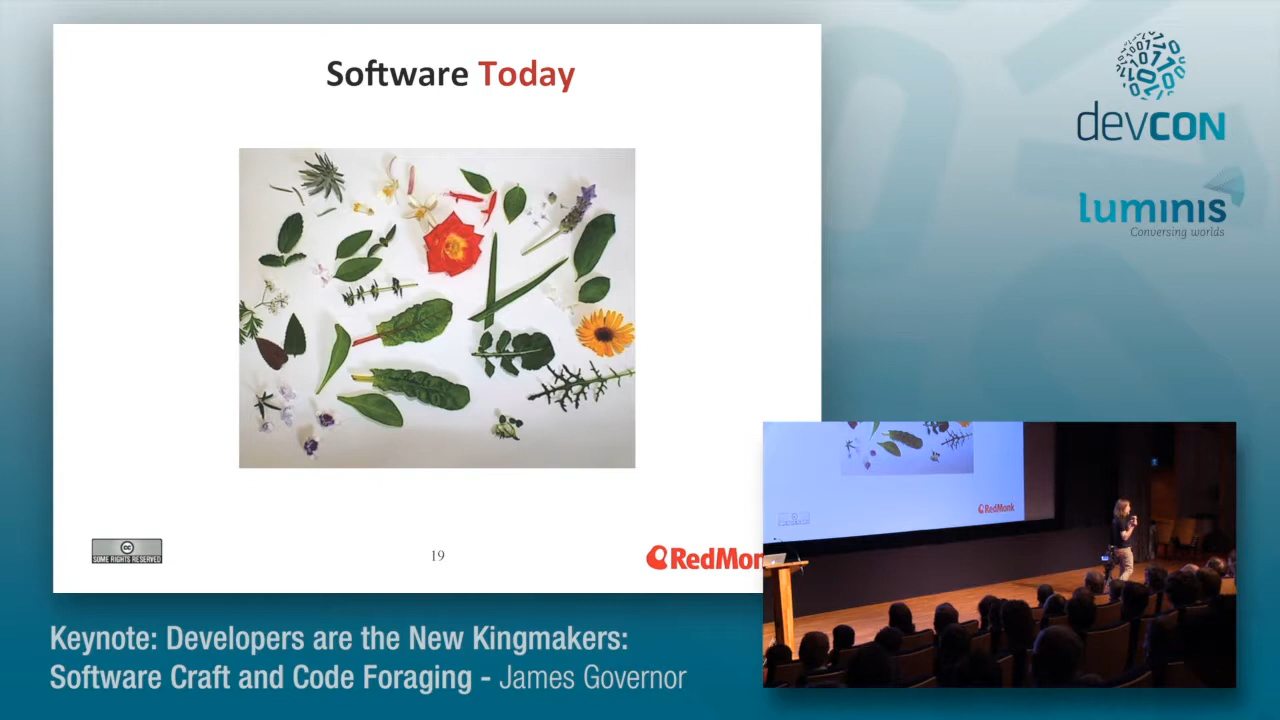 Software Today
CC
SOME RIGHTS RESERVED
19
RedMon
devcon
luminis
Conversing worlds
RedMonk
Keynote: Developers are the New Kingmakers:
Software Craft and Code Foraging - James Governor